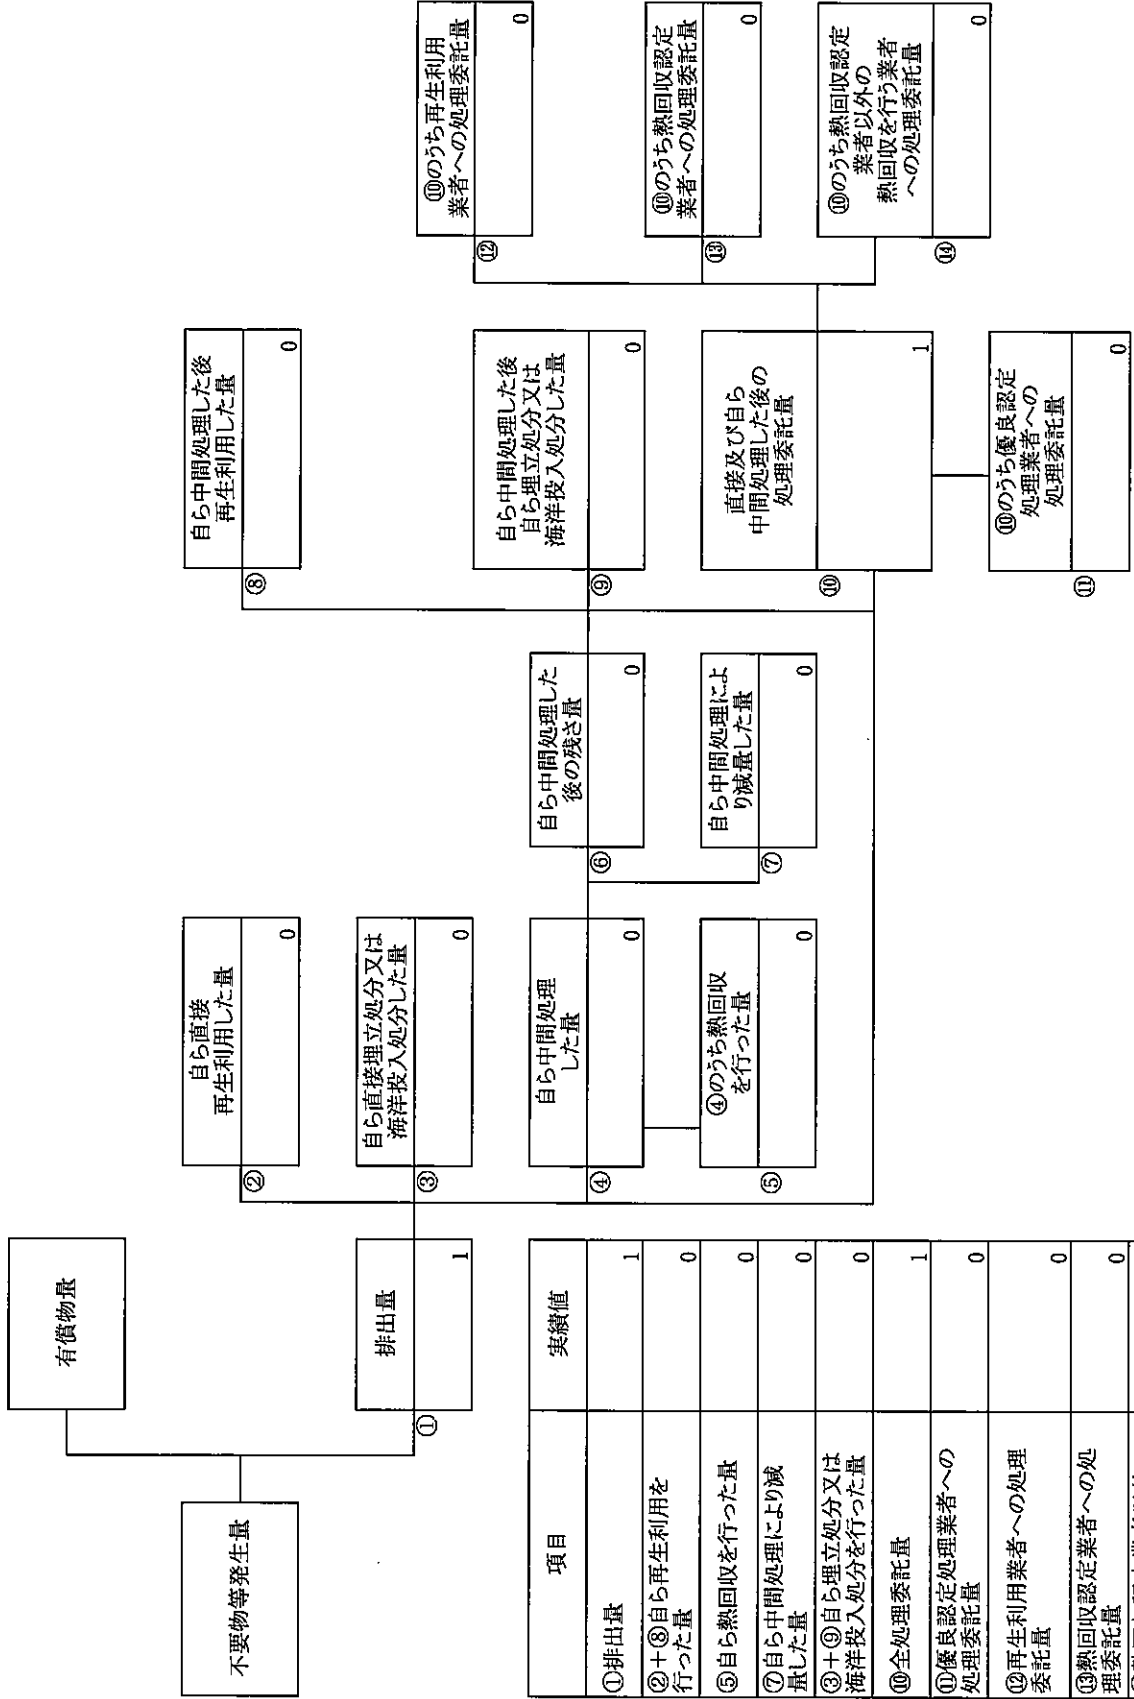 有償物量
不要物等発生量
①
排出量
1
②
自ら直接
再生利用した量
0
③
自ら直接埋立処分又は
海洋投入処分した量
0
④
自ら中間処理
した量
0
⑤
④のうち熱回収
を行った量
0
⑥
自ら中間処理した
後の残さ量
0
⑦
自ら中間処理によ
り減量した量
0
⑧
自ら中間処理した後
再生利用した量
0
⑨
自ら中間処理した後
自ら埋立処分又は
海洋投入処分した量
0
⑩
直接及び自ら
中間処理した後の
処理委託量
1
⑪
⑩のうち優良認定
処理業者への
処理委託量
0
⑫
⑩のうち再生利用
業者への処理委託量
0
⑬
⑩のうち熱回収認定
業者への処理委託量
0
⑭
⑩のうち熱回収認定
業者以外の
熱回収を行う業者
への処理委託量
0
項目 実績値
①排出量 1
②+⑧自ら再生利用を
行った量 0
⑤自ら熱回収を行った量 0
⑦自ら中間処理により減
量した量 0
③+⑨自ら埋立処分又は
海洋投入処分を行った量 0
⑩全処理委託量 1
⑪優良認定処理業者への
処理委託量 0
⑫再生利用業者への処理
委託量 0
⑬熱回収認定業者への処
理委託量 0